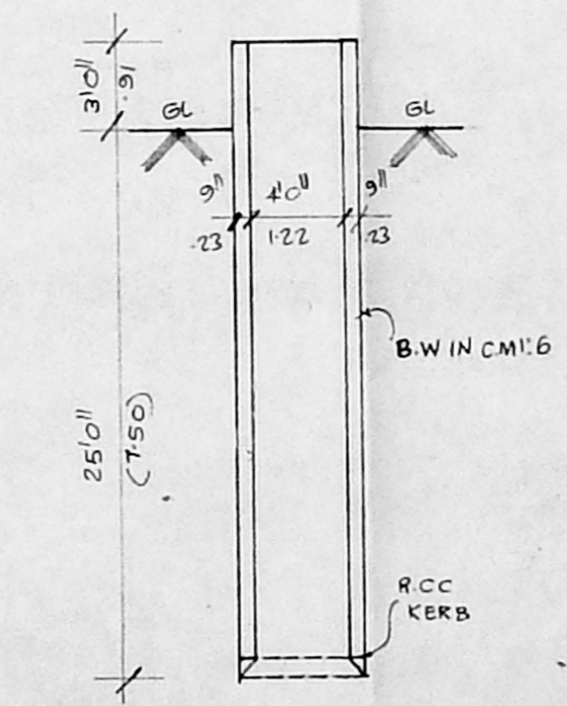 3'0"
.91
GL
GL
9" 4'0" 9"
.23 1.22 .23
B.W IN C.M 1:6
25'0"
(7.50)
R.CC
KERB